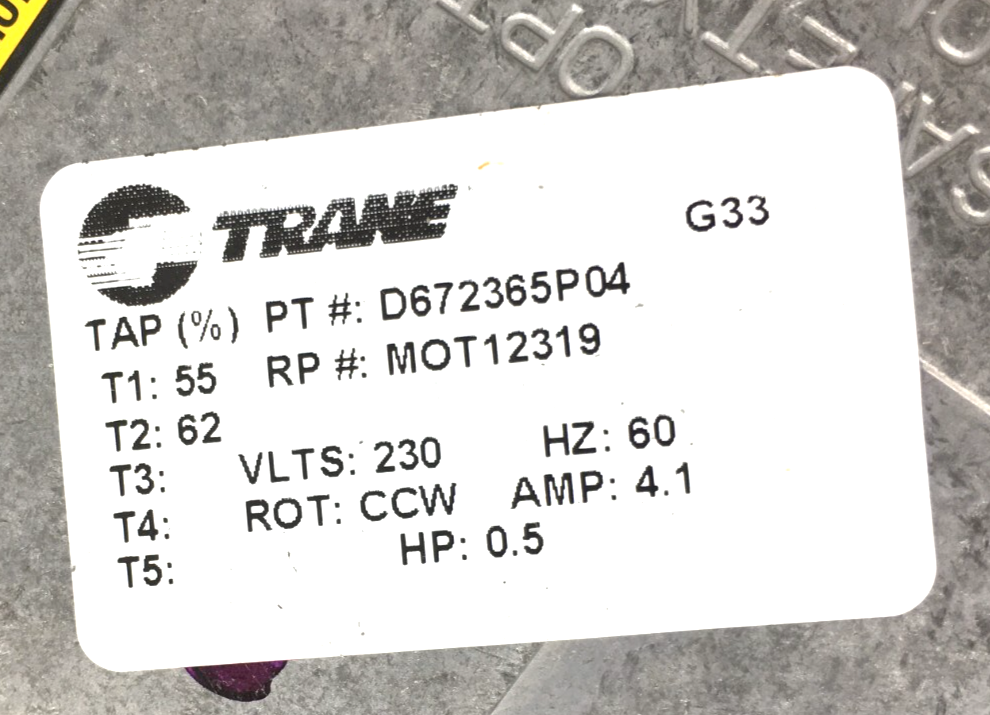 TRANE
G33
TAP (%) PT #: D672365P04
T1: 55 RP #: MOT12319
T2: 62
T3: VLTS: 230 HZ: 60
T4: ROT: CCW AMP: 4.1
T5: HP: 0.5